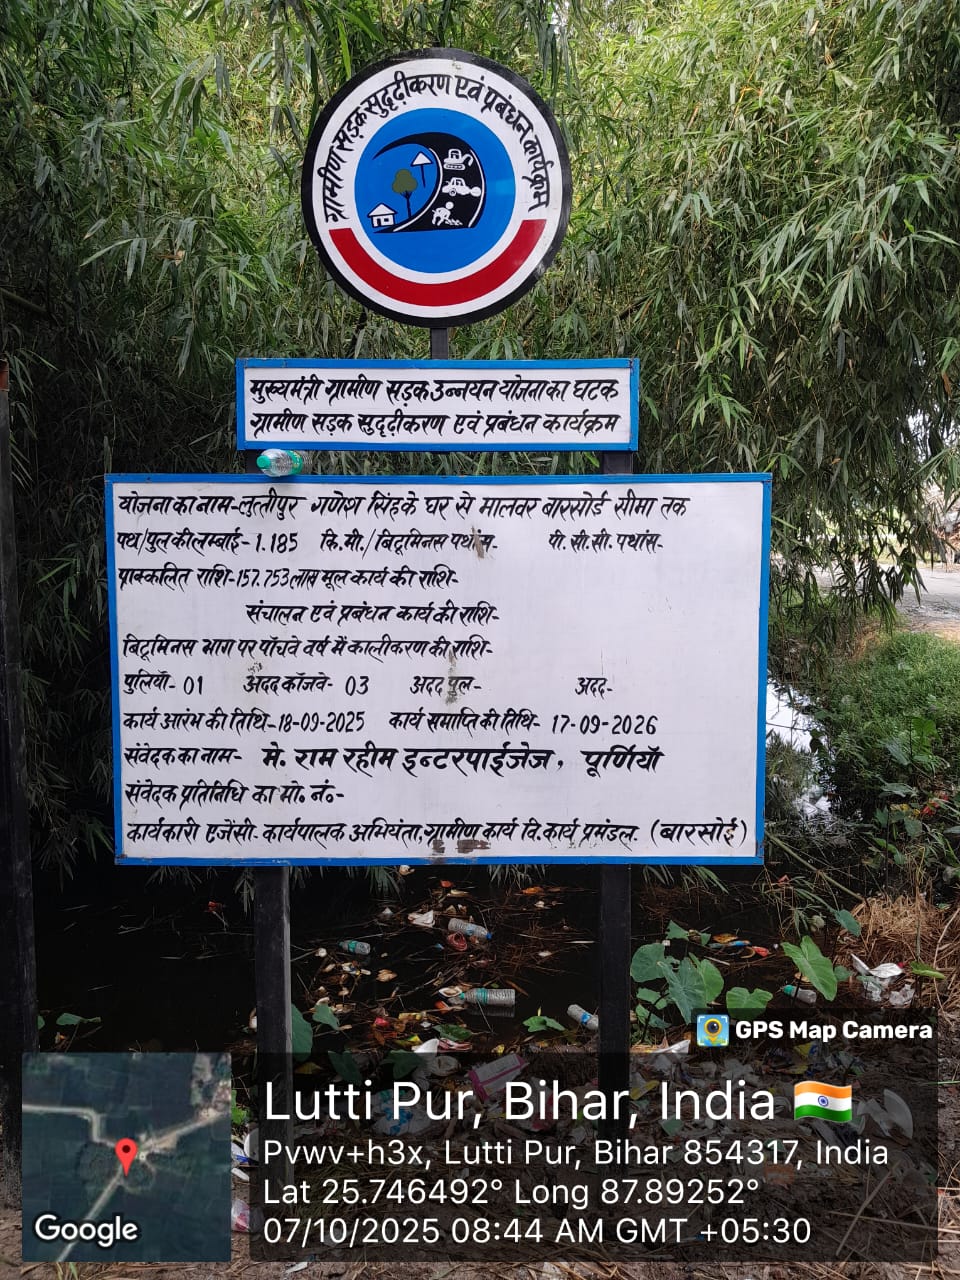 ग्रामीण सड़क सुदृढ़ीकरण एवं प्रबंधन कार्यक्रम
मुख्यमंत्री ग्रामीण सड़क उन्नयन योजना का घटक
ग्रामीण सड़क सुदृढ़ीकरण एवं प्रबंधन कार्यक्रम
योजना का नाम-लुत्तीपुर गणेश सिंह के घर से मालवर बारसोई सीमा तक
पथ/पुल की लम्बाई-1.185 कि.मी./बिटूमिनस पथांस- पी.सी.सी.पथांस-
प्राक्कलित राशि-157.753 लाख मूल कार्य की राशि-
संचालन एवं प्रबंधन कार्य की राशि-
बिटूमिनस भाग पर पाँचवे वर्ष में कालीकरण की राशि-
पुलियाँ-01 अदद कॉजवे-03 अदद पुल- अदद-
कार्य आरंभ की तिथि-18-09-2025 कार्य समाप्ति की तिथि-17-09-2026
संवेदक का नाम- मे. राम रहीम इन्टरपाईजेज, पूर्णियाँ
संवेदक प्रतिनिधि का मो. नं.-
कार्यकारी एजेंसी-कार्यपालक अभियंता, ग्रामीण कार्य वि. कार्य प्रमंडल. (बारसोई)
GPS Map Camera
Lutti Pur, Bihar, India
Pvwv+h3x, Lutti Pur, Bihar 854317, India
Lat 25.746492° Long 87.89252°
07/10/2025 08:44 AM GMT +05:30
Google